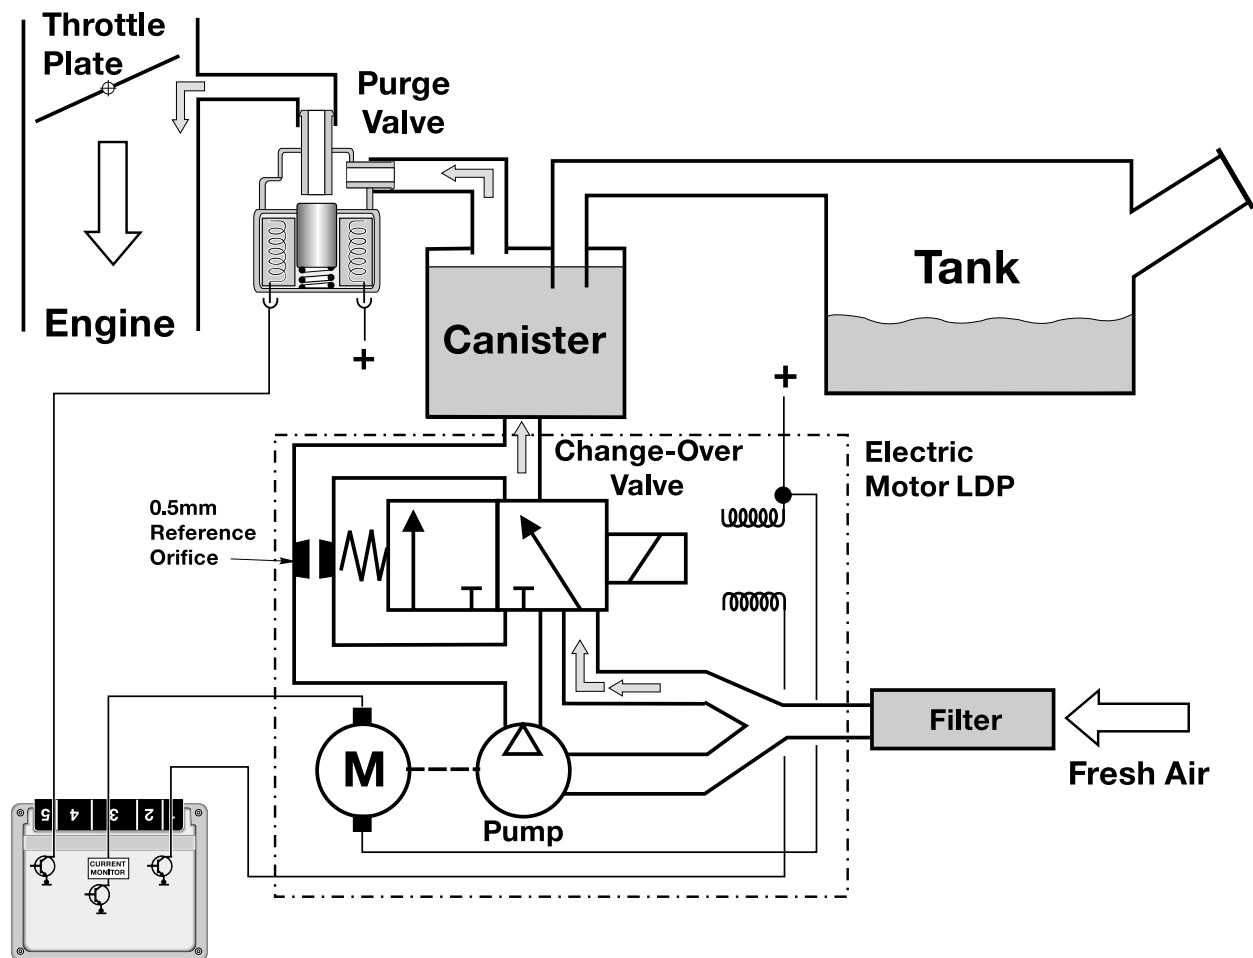 Throttle
Plate
Purge
Valve
Tank
Engine
+
Canister
+
Change-Over
Valve
Electric
Motor LDP
0.5mm
Reference
Orifice
Filter
M
Fresh Air
Pump
5 4 3 2 1
CURRENT
MONITOR